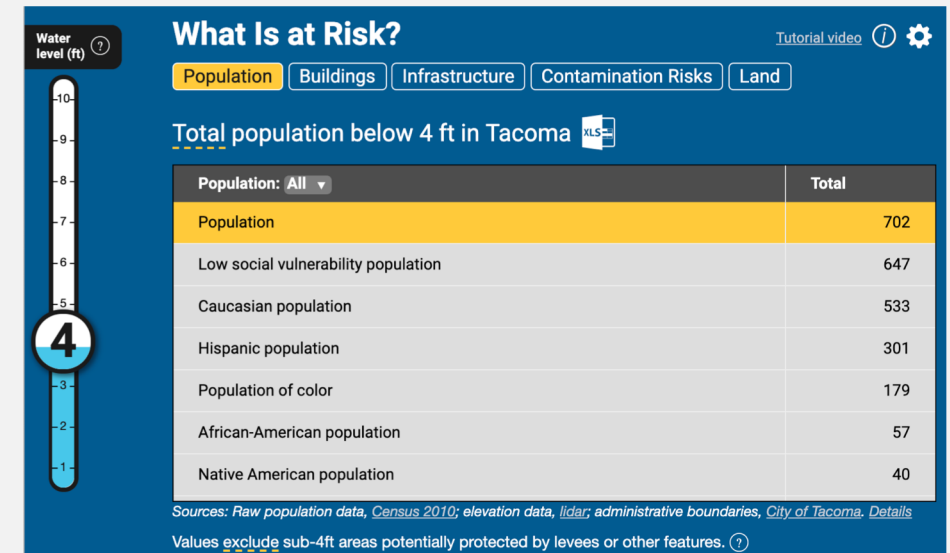 Water
level (ft) ?
What Is at Risk?
Tutorial video i
Population Buildings Infrastructure Contamination Risks Land
Total population below 4 ft in Tacoma XLS
10
9
8
7
6
5
4
3
2
1
Population: All ▼ Total
Population 702
Low social vulnerability population 647
Caucasian population 533
Hispanic population 301
Population of color 179
African-American population 57
Native American population 40
Sources: Raw population data, Census 2010; elevation data, lidar; administrative boundaries, City of Tacoma. Details
Values exclude sub-4ft areas potentially protected by levees or other features. ?